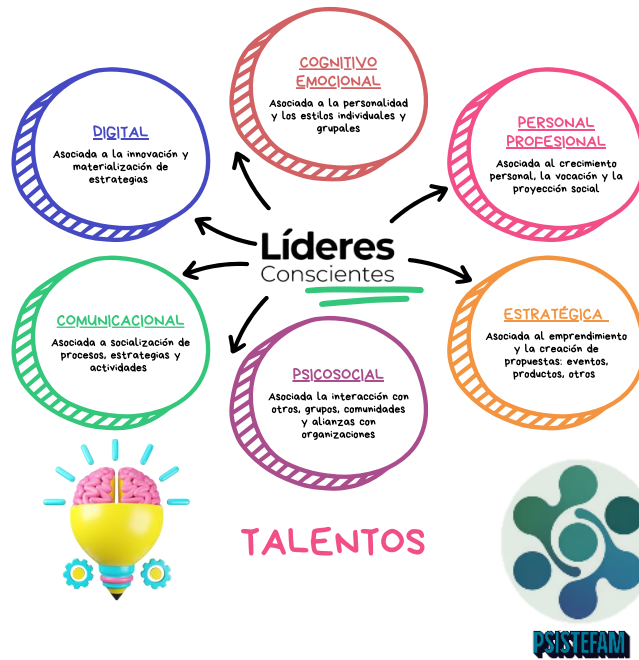 COGNITIVO
EMOCIONAL
Asociada a la personalidad
y los estilos individuales y
grupales
DIGITAL
Asociada a la innovación y
materialización de
estrategias
PERSONAL
PROFESIONAL
Asociada al crecimiento
personal, la vocación y la
proyección social
Líderes
Conscientes
COMUNICACIONAL
Asociada a socialización de
procesos, estrategias y
actividades
ESTRATÉGICA
Asociada al emprendimiento
y la creación de
propuestas: eventos,
productos, otros
PSICOSOCIAL
Asociada la interacción con
otros, grupos, comunidades
y alianzas con
organizaciones
TALENTOS
PSISTEFAM